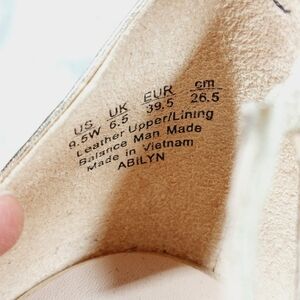 US UK EUR cm
9.5W 6.5 39.5 26.5
Leather Upper/Lining
Balance Man Made
Made in Vietnam
ABILYN